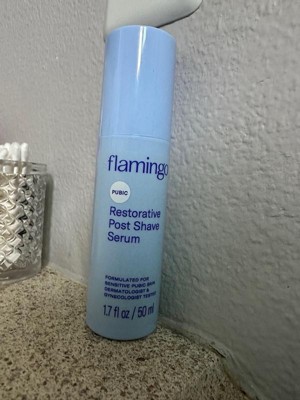 flamingo
PUBIC
Restorative
Post Shave
Serum
FORMULATED FOR
SENSITIVE PUBIC SKIN
DERMATOLOGIST &
GYNECOLOGIST TESTED
1.7 fl oz / 50 ml